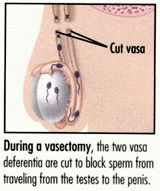 Cut vasa
During a vasectomy, the two vasa
deferentia are cut to block sperm from
traveling from the testes to the penis.